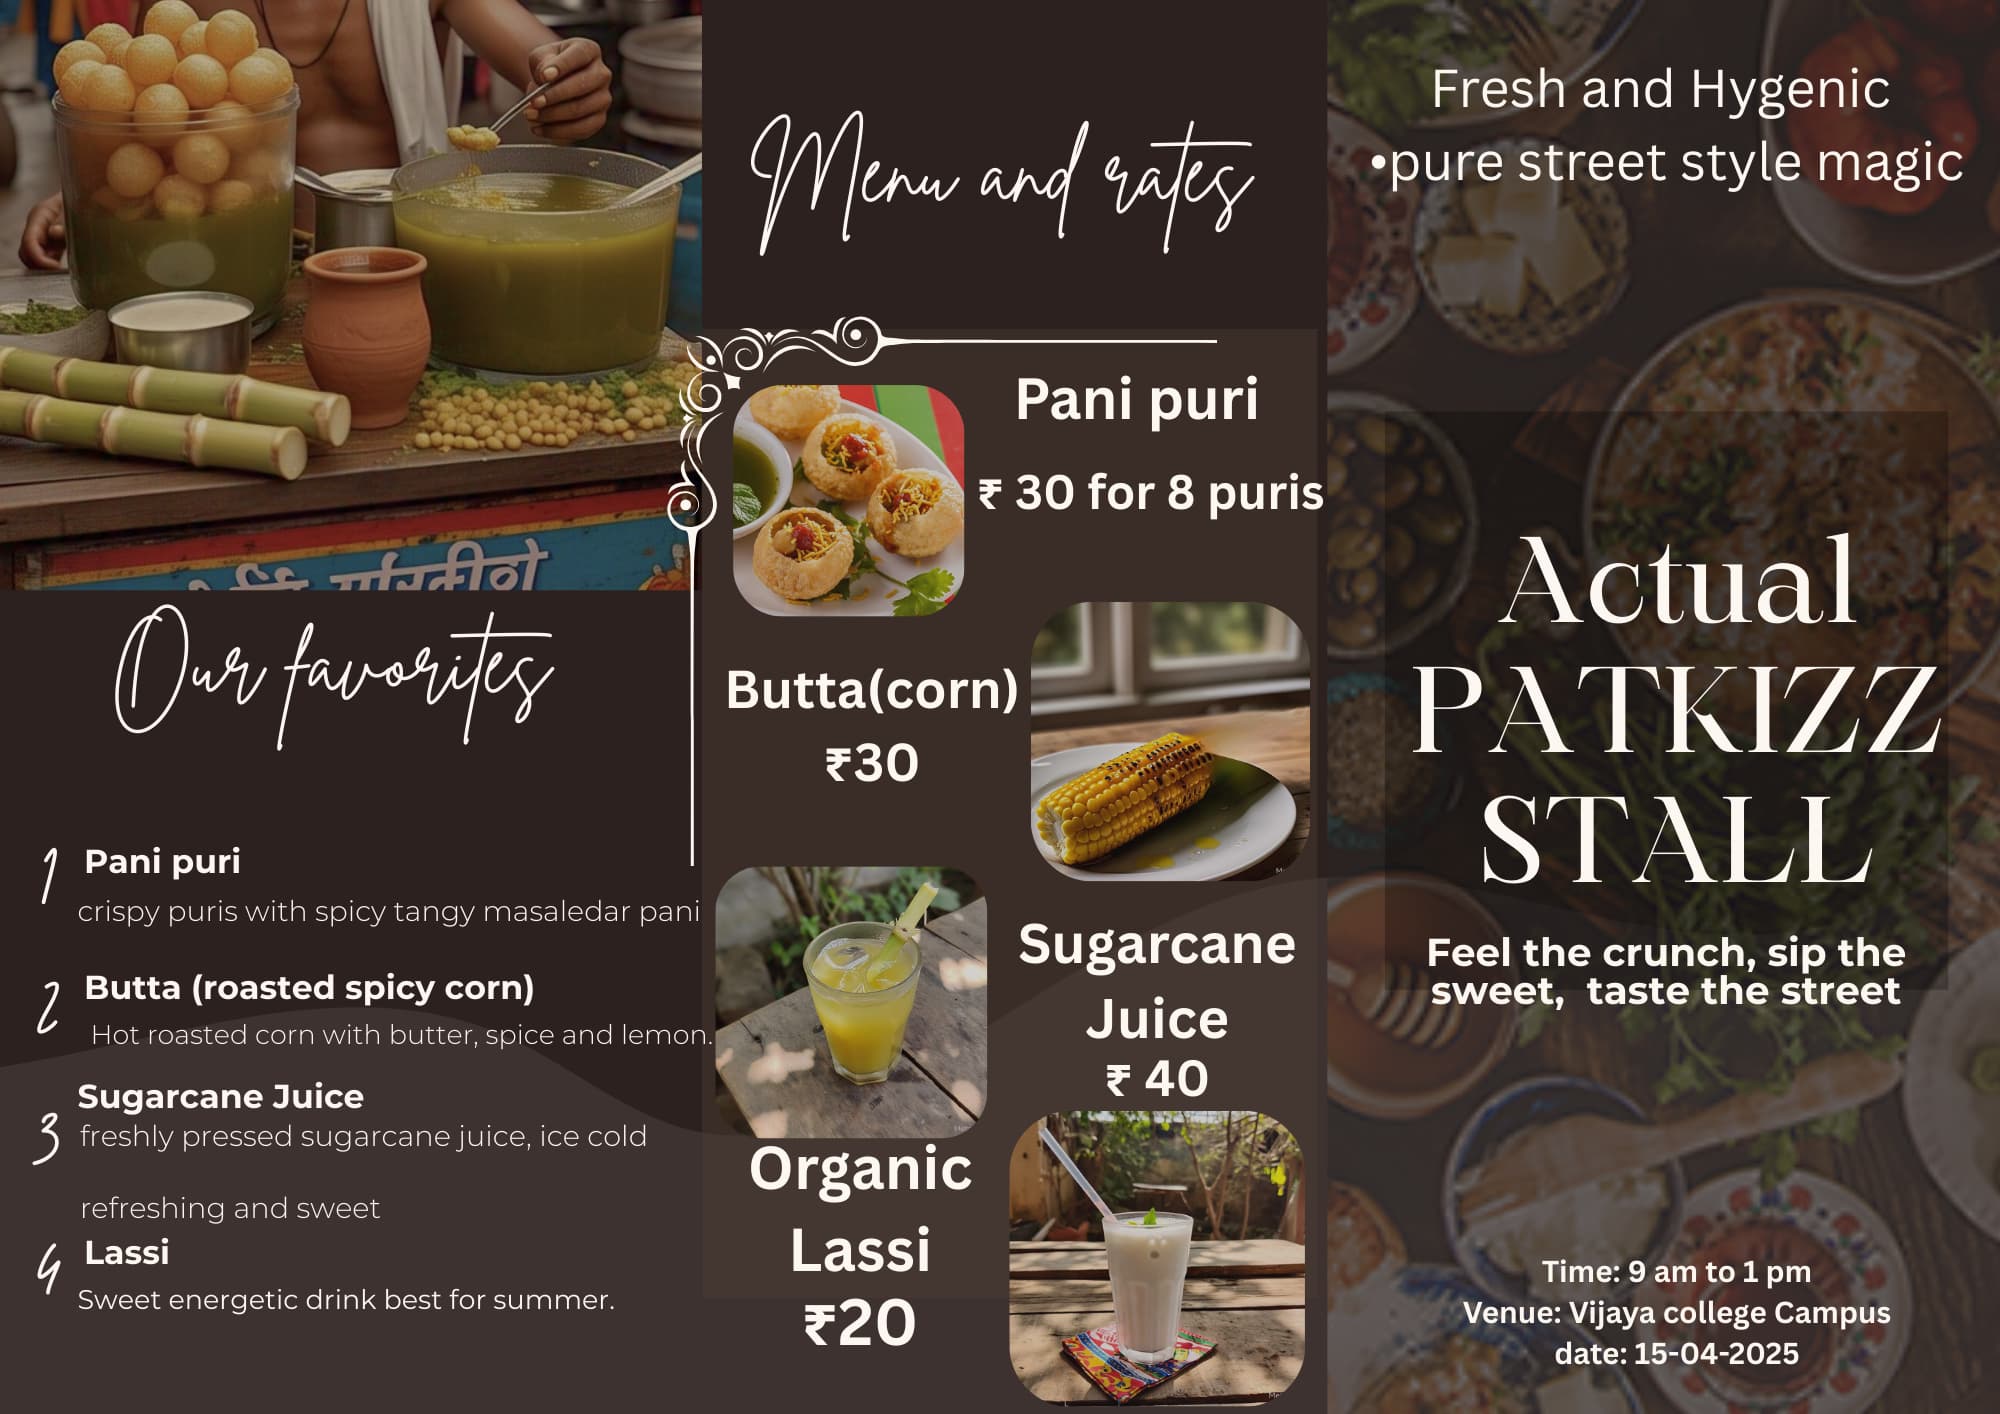 Our favorites
1 Pani puri
crispy puris with spicy tangy masaledar pani
2 Butta (roasted spicy corn)
Hot roasted corn with butter, spice and lemon.
3 Sugarcane Juice
freshly pressed sugarcane juice, ice cold
refreshing and sweet
4 Lassi
Sweet energetic drink best for summer.
Menu and rates
Pani puri
₹ 30 for 8 puris
Butta(corn)
₹30
Sugarcane
Juice
₹ 40
Organic
Lassi
₹20
Fresh and Hygenic
•pure street style magic
Actual
PATKIZZ
STALL
Feel the crunch, sip the
sweet, taste the street
Time: 9 am to 1 pm
Venue: Vijaya college Campus
date: 15-04-2025